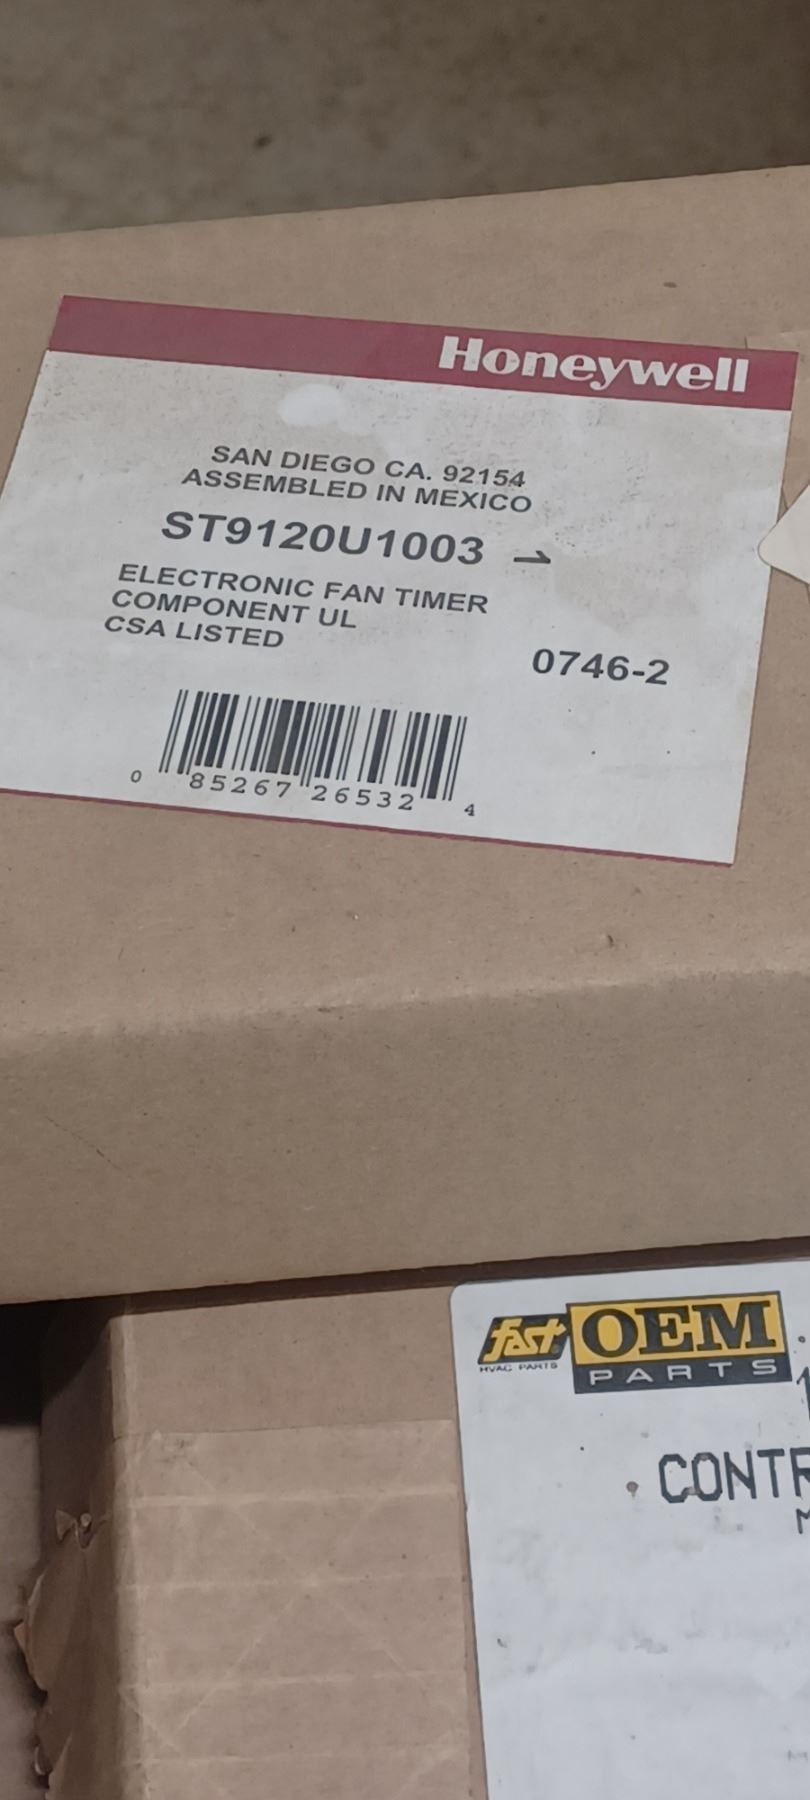 Honeywell
SAN DIEGO CA. 92154
ASSEMBLED IN MEXICO
ST9120U1003
ELECTRONIC FAN TIMER
COMPONENT UL
CSA LISTED
0746-2
0 85267 26532 4
fast. OEM
HVAC PARTS PARTS
CONTR